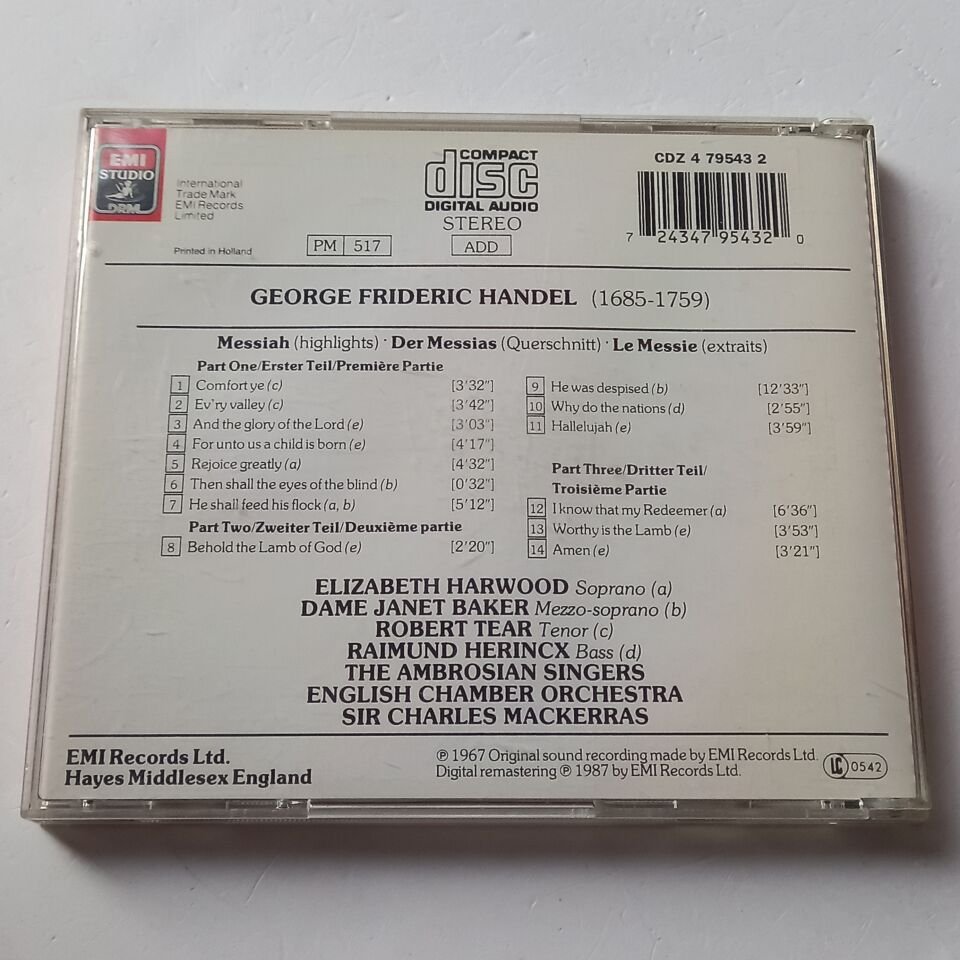 EMI
STUDIO
DRM
International
Trade Mark
EMI Records
Limited
Printed in Holland
COMPACT
disc
DIGITAL AUDIO
STEREO
PM 517
ADD
CDZ 4 79543 2
7 24347 95432 0
GEORGE FRIDERIC HANDEL (1685-1759)
Messiah (highlights) · Der Messias (Querschnitt) · Le Messie (extraits)
Part One/Erster Teil/Première Partie
1 Comfort ye (c) [3'32"]
2 Ev'ry valley (c) [3'42"]
3 And the glory of the Lord (e) [3'03"]
4 For unto us a child is born (e) [4'17"]
5 Rejoice greatly (a) [4'32"]
6 Then shall the eyes of the blind (b) [0'32"]
7 He shall feed his flock (a, b) [5'12"]
Part Two/Zweiter Teil/Deuxième partie
8 Behold the Lamb of God (e) [2'20"]
9 He was despised (b) [12'33"]
10 Why do the nations (d) [2'55"]
11 Hallelujah (e) [3'59"]
Part Three/Dritter Teil/
Troisième Partie
12 I know that my Redeemer (a) [6'36"]
13 Worthy is the Lamb (e) [3'53"]
14 Amen (e) [3'21"]
ELIZABETH HARWOOD Soprano (a)
DAME JANET BAKER Mezzo-soprano (b)
ROBERT TEAR Tenor (c)
RAIMUND HERINCX Bass (d)
THE AMBROSIAN SINGERS
ENGLISH CHAMBER ORCHESTRA
SIR CHARLES MACKERRAS
EMI Records Ltd.
Hayes Middlesex England
℗ 1967 Original sound recording made by EMI Records Ltd.
Digital remastering ℗ 1987 by EMI Records Ltd.
LC 0542